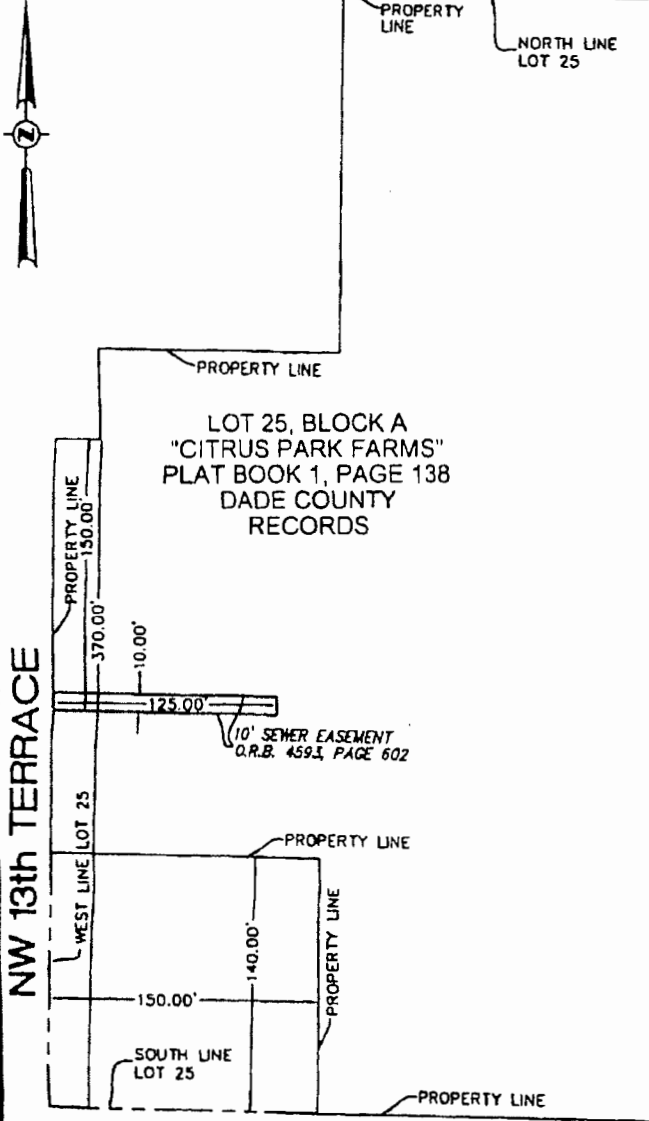 PROPERTY
LINE
NORTH LINE
LOT 25
N
PROPERTY LINE
LOT 25, BLOCK A
"CITRUS PARK FARMS"
PLAT BOOK 1, PAGE 138
DADE COUNTY
RECORDS
PROPERTY LINE
150.00'
370.00'
10.00'
125.00'
10' SEWER EASEMENT
O.R.B. 4593, PAGE 602
NW 13th TERRACE
WEST LINE LOT 25
PROPERTY LINE
140.00'
PROPERTY LINE
150.00'
SOUTH LINE
LOT 25
PROPERTY LINE